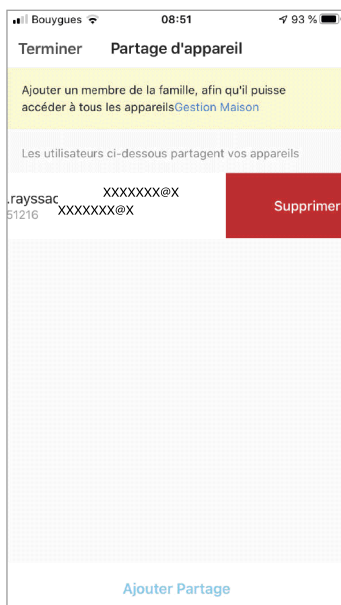 Bouygues 08:51 93 %
Terminer Partage d'appareil
Ajouter un membre de la famille, afin qu'il puisse
accéder à tous les appareilsGestion Maison
Les utilisateurs ci-dessous partagent vos appareils
.rayssac XXXXXXX@X
51216 XXXXXXX@X
Supprimer
Ajouter Partage